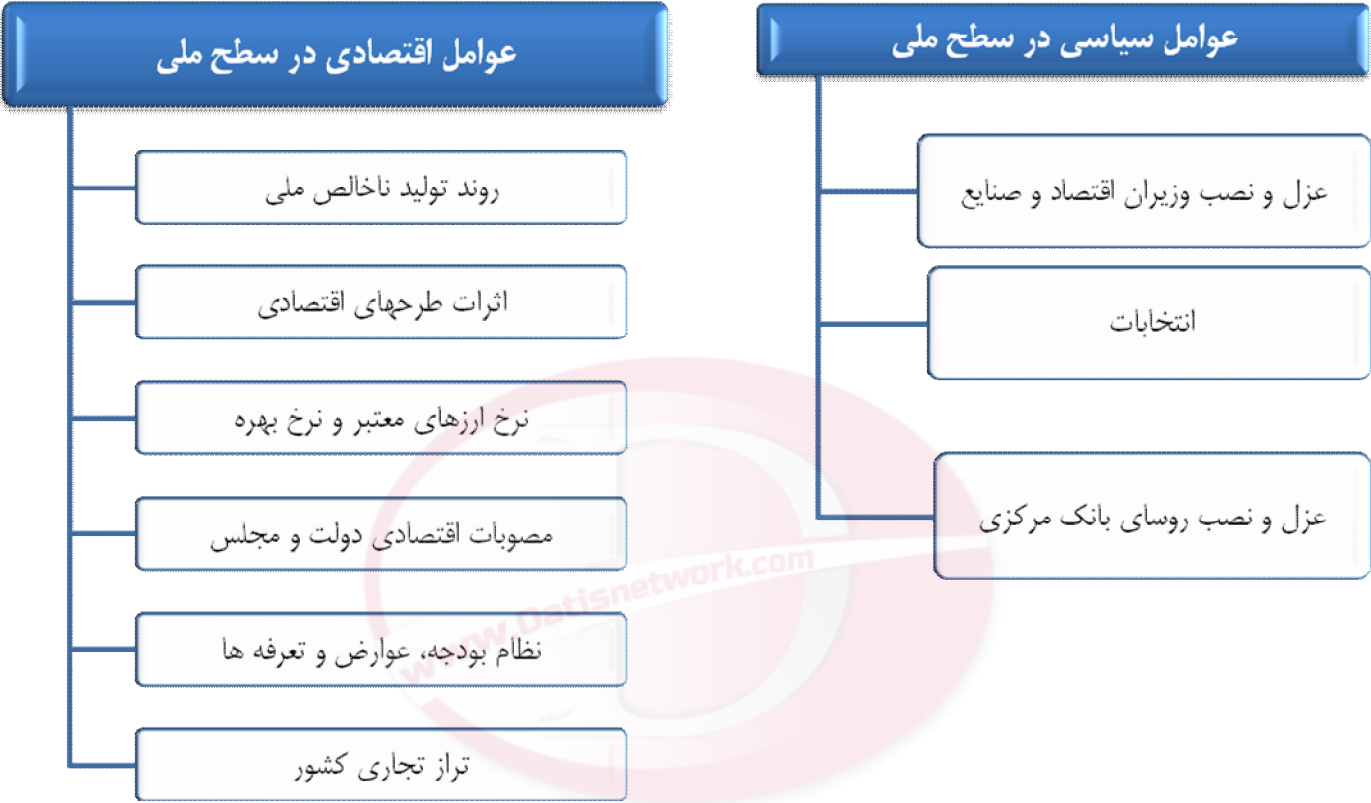 عوامل سیاسی در سطح ملی
عزل و نصب وزیران اقتصاد و صنایع
انتخابات
عزل و نصب روسای بانک مرکزی
عوامل اقتصادی در سطح ملی
روند تولید ناخالص ملی
اثرات طرحهای اقتصادی
نرخ ارزهای معتبر و نرخ بهره
مصوبات اقتصادی دولت و مجلس
نظام بودجه، عوارض و تعرفه ها
تراز تجاری کشور
www.Datisnetwork.com